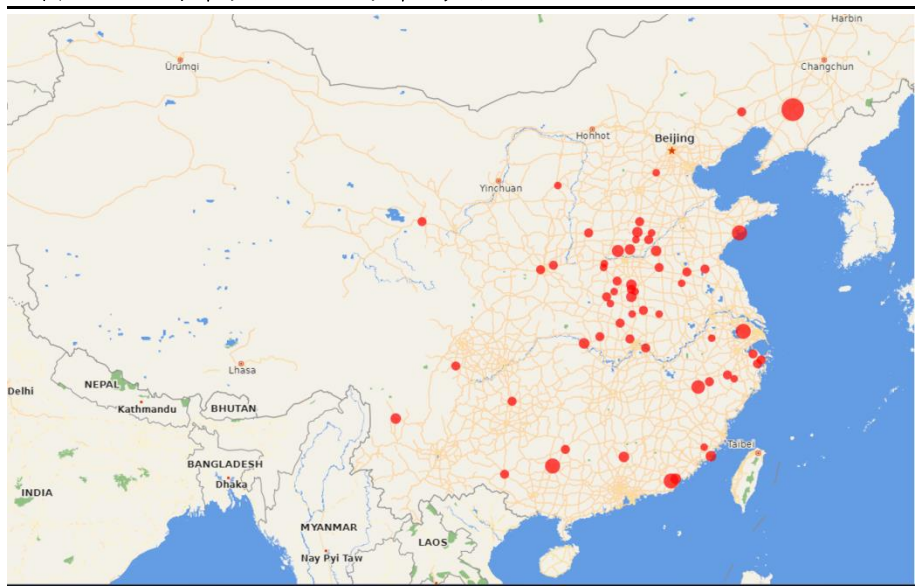 Harbin
Ürümqi
Changchun
Hohhot
Beijing
Yinchuan
Lhasa
NEPAL
Delhi
Kathmandu
BHUTAN
Taibei
BANGLADESH
Dhaka
INDIA
MYANMAR
LAOS
Nay Pyi Taw